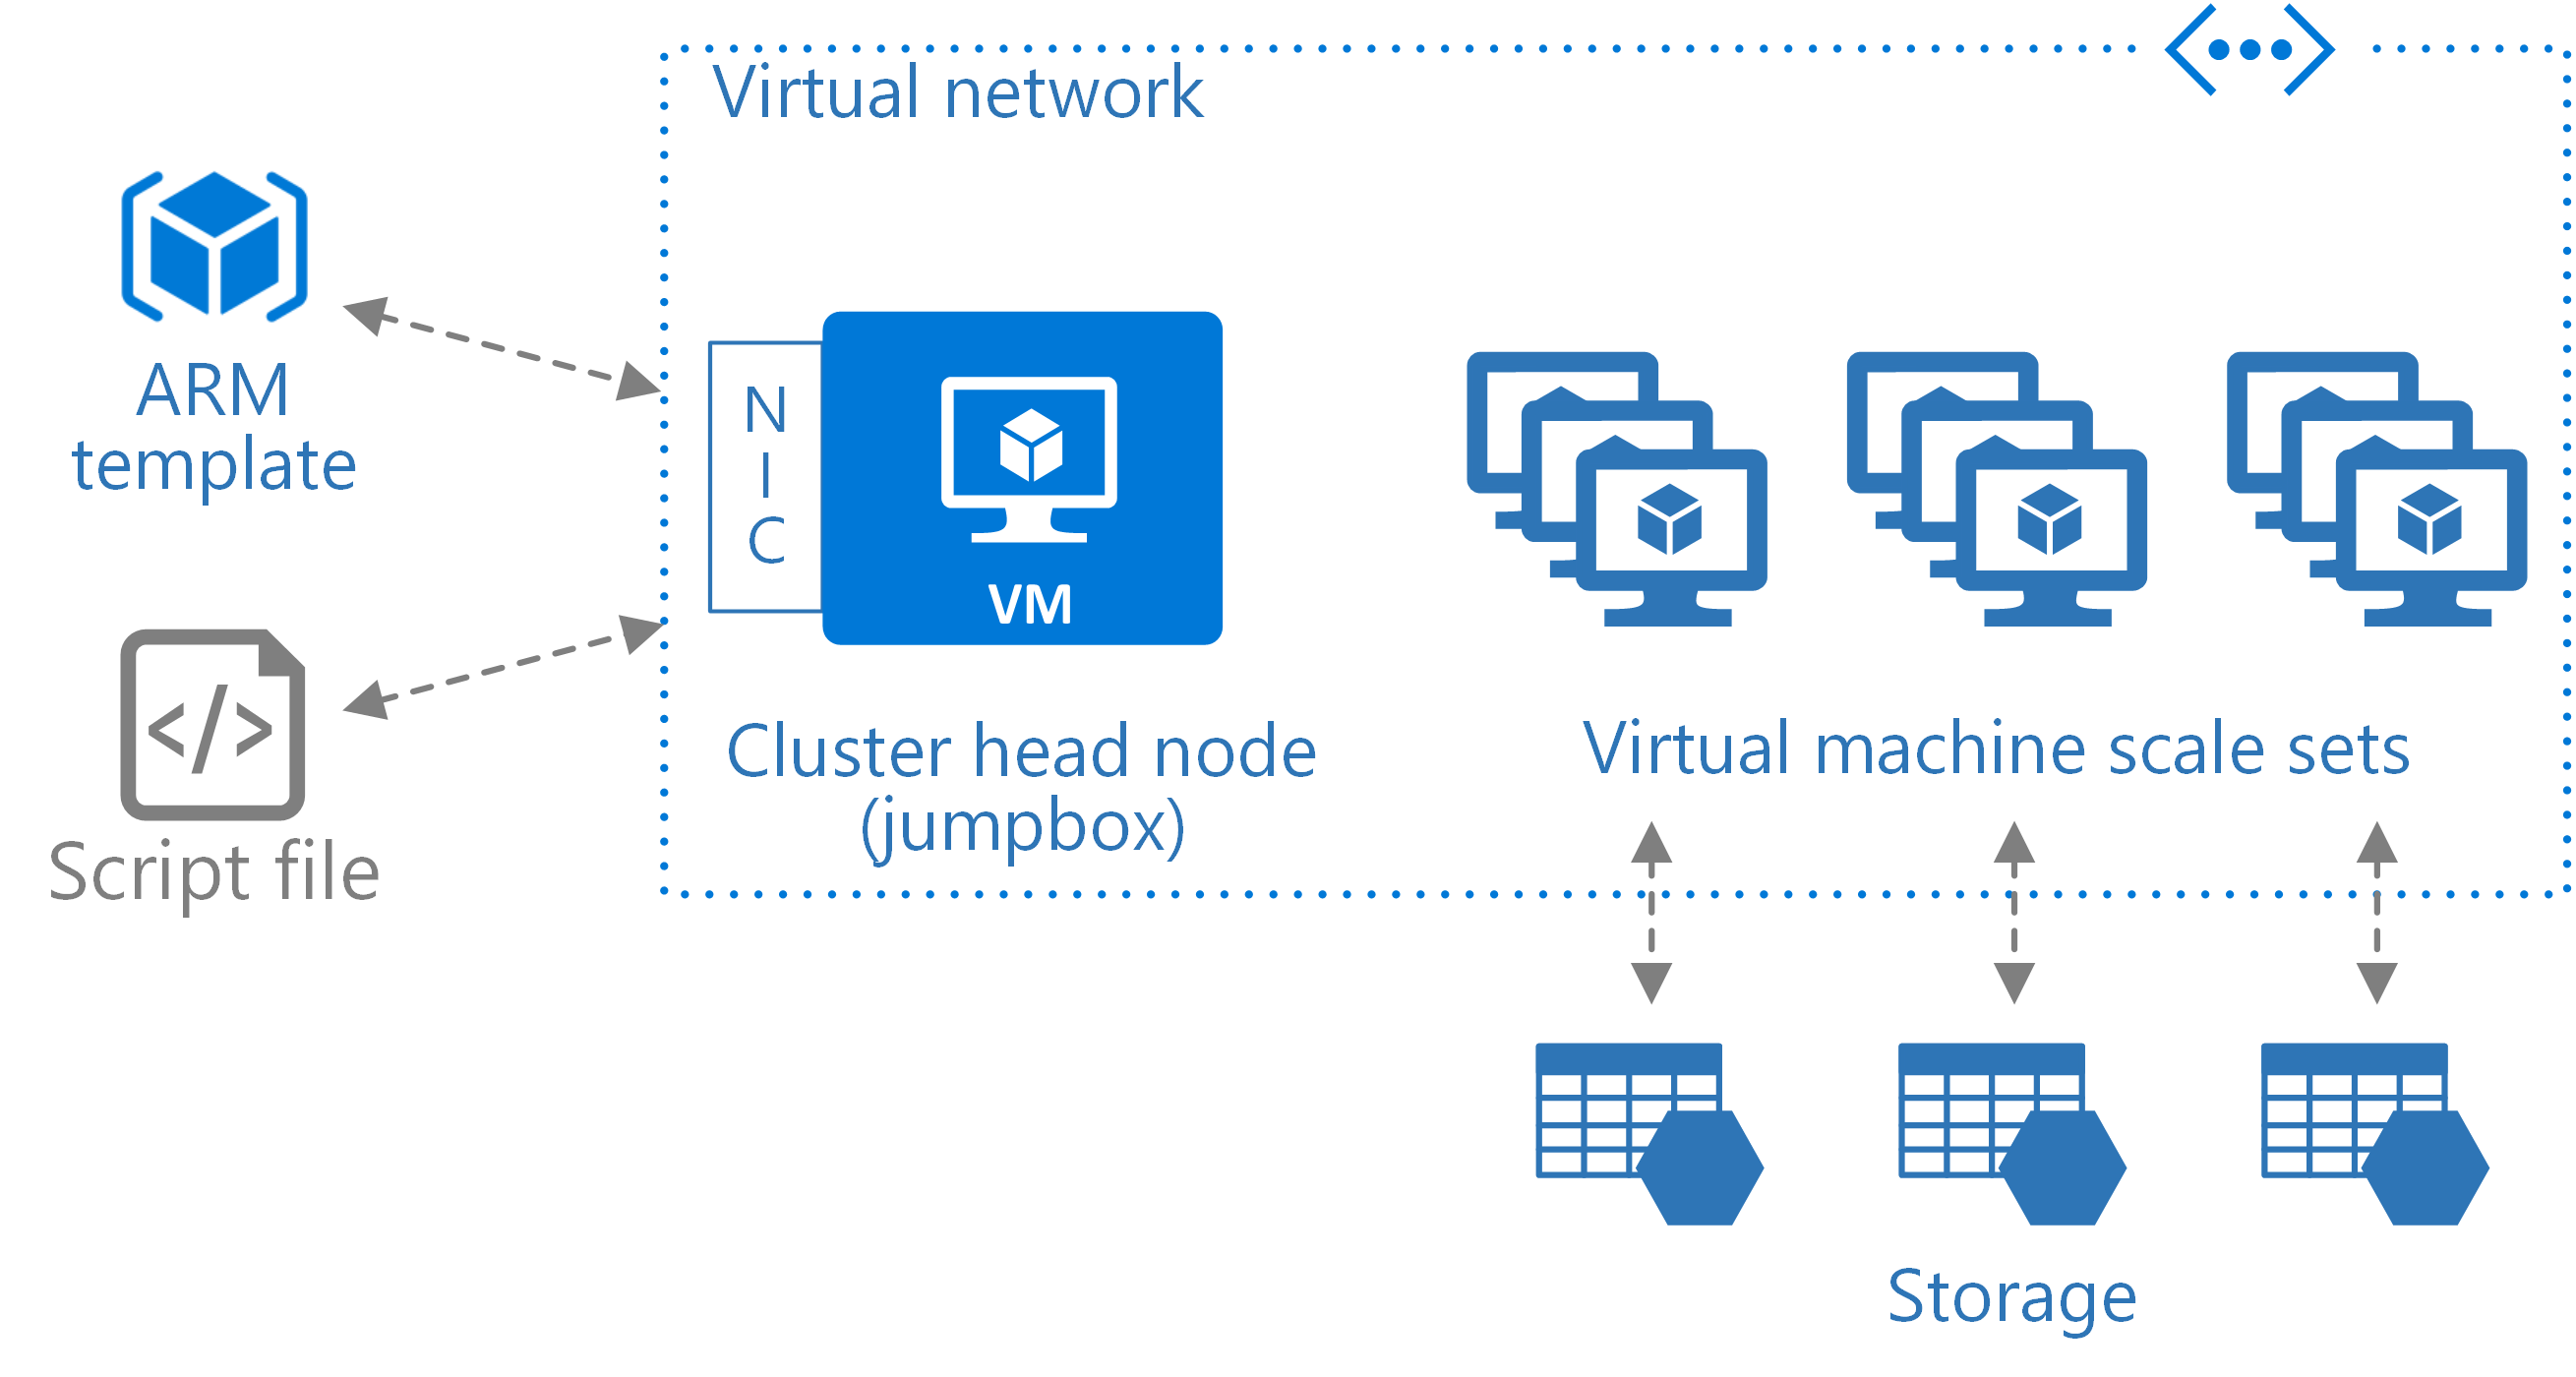 Virtual network
ARM
template
N
I
C
VM
Script file
</>
Cluster head node
(jumpbox)
Virtual machine scale sets
Storage